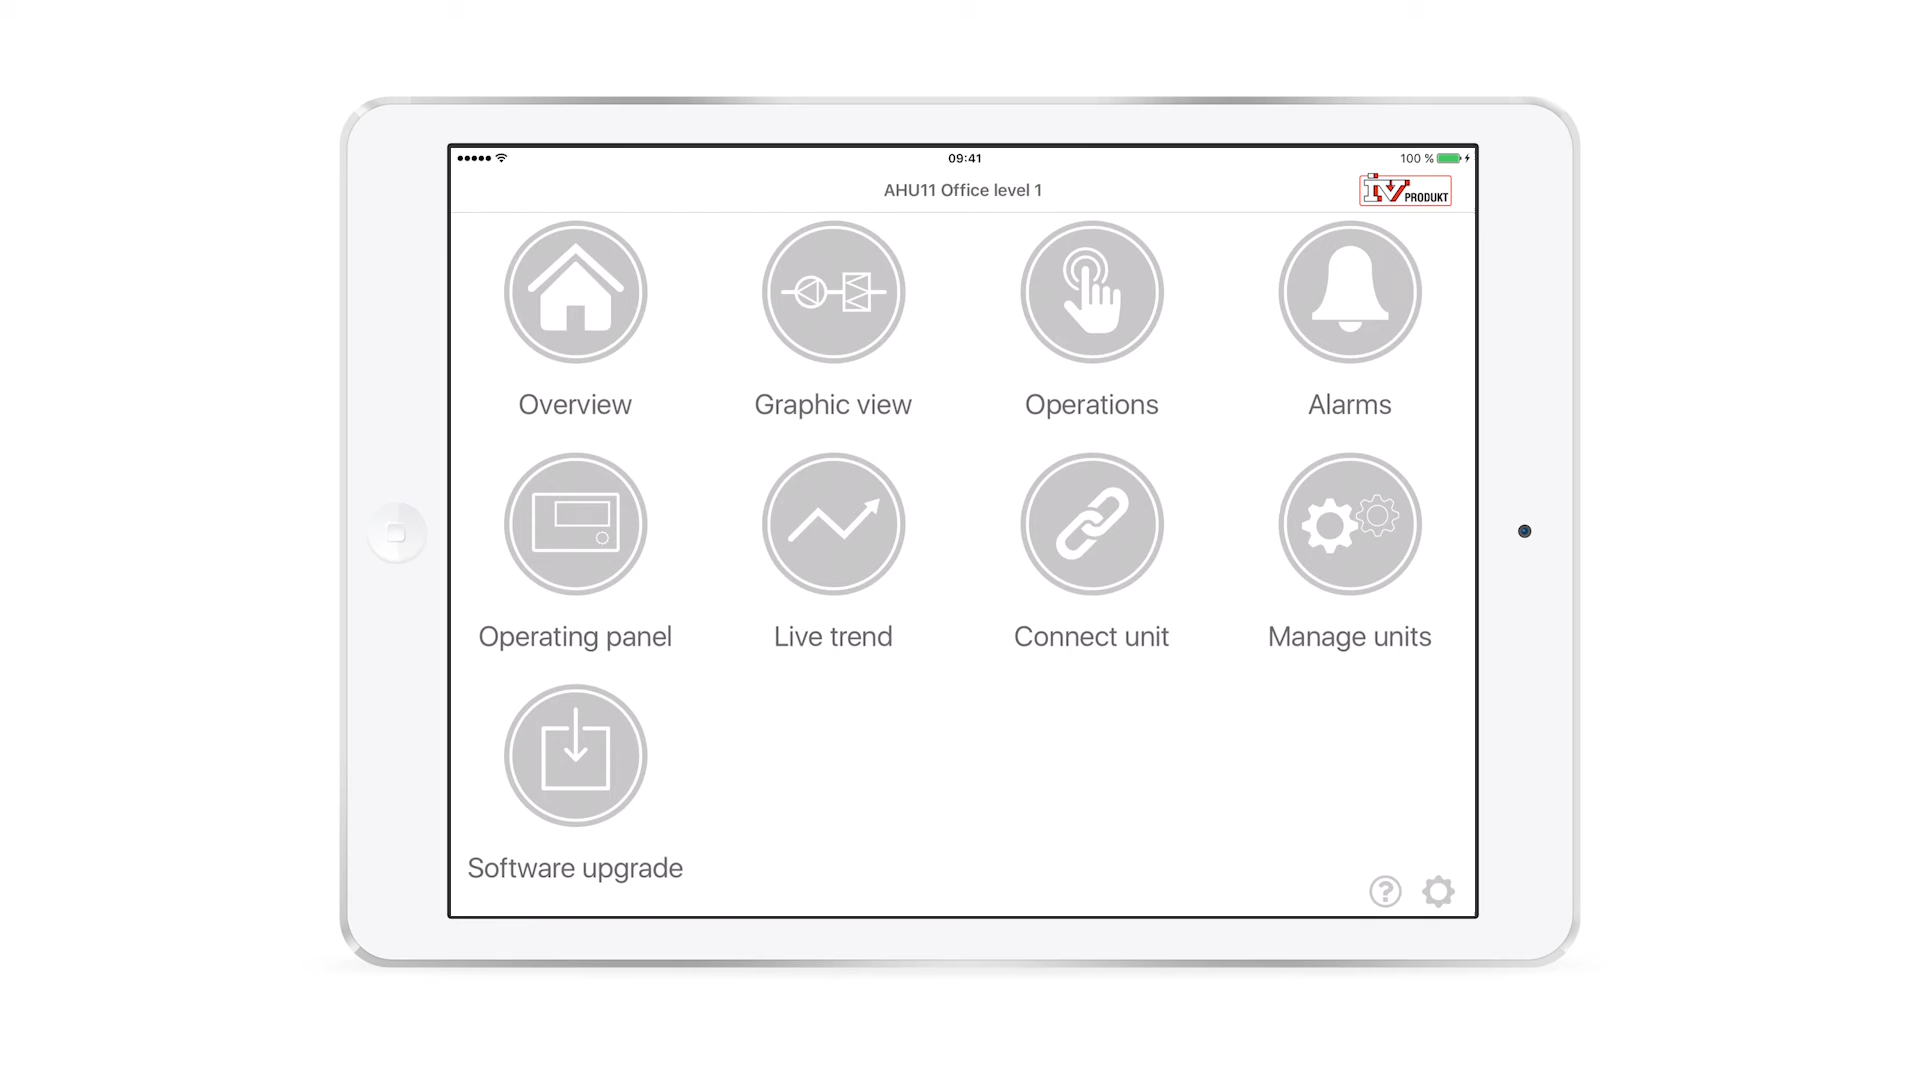 09:41
100 %
AHU11 Office level 1
IV PRODUKT
Overview
Graphic view
Operations
Alarms
Operating panel
Live trend
Connect unit
Manage units
Software upgrade
?